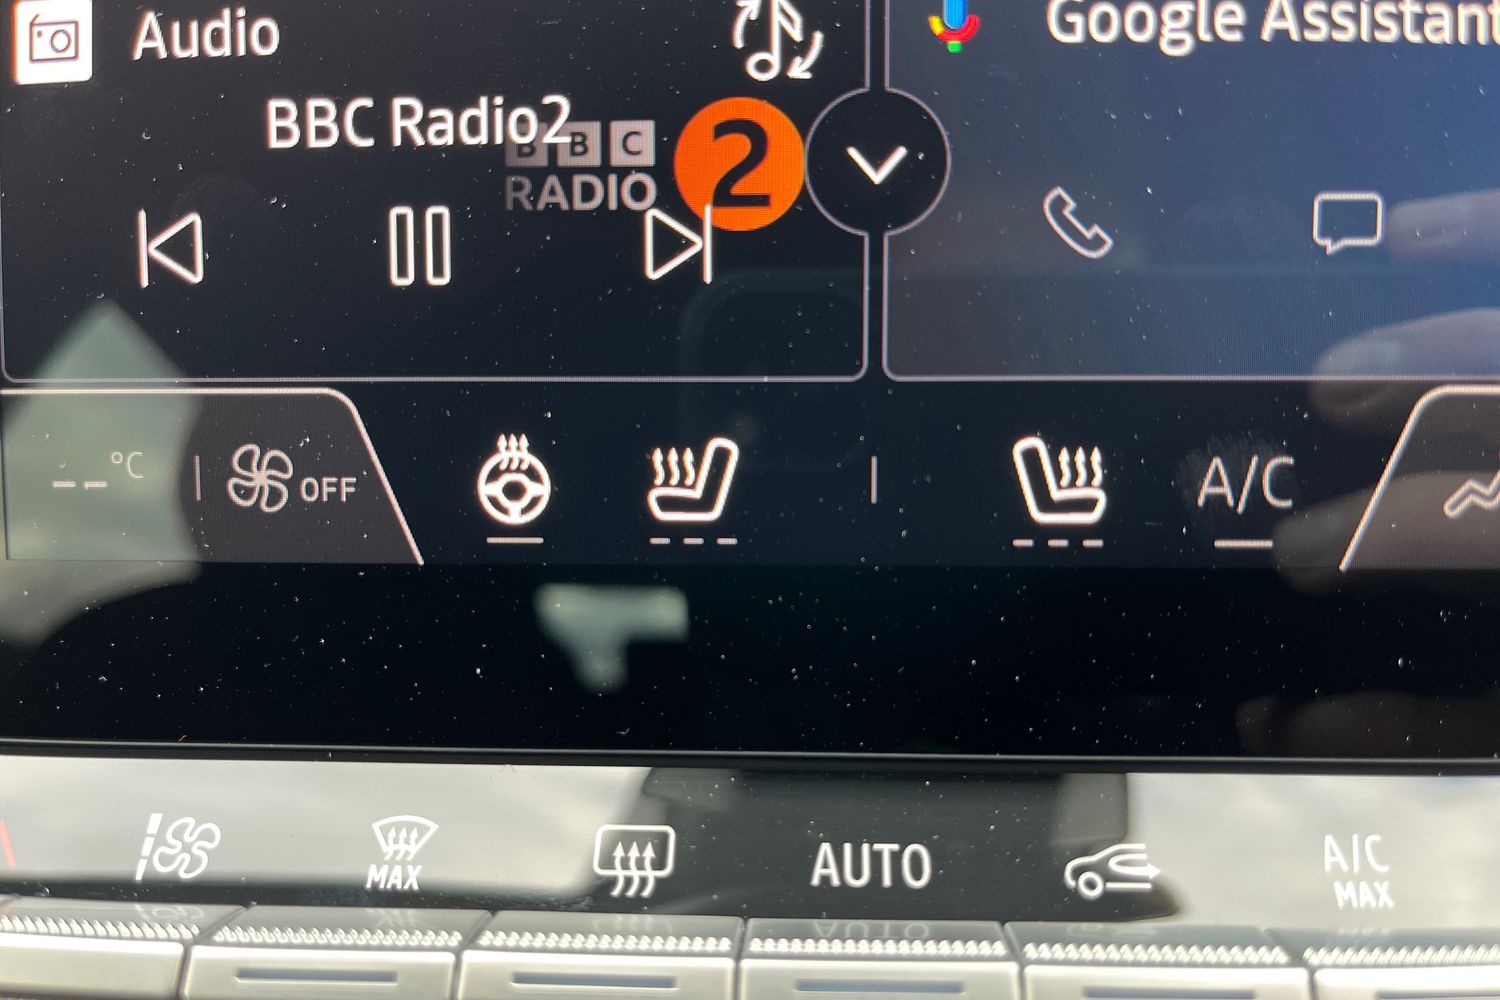 Audio
Google Assistant
BBC Radio2
BBC
RADIO
2
--°C
OFF
A/C
MAX
AUTO
A/C
MAX